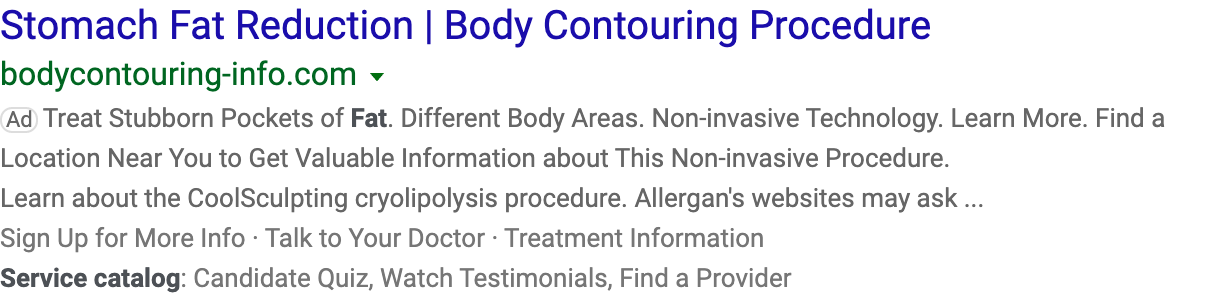 Stomach Fat Reduction | Body Contouring Procedure
bodycontouring-info.com
Ad Treat Stubborn Pockets of Fat. Different Body Areas. Non-invasive Technology. Learn More. Find a
Location Near You to Get Valuable Information about This Non-invasive Procedure.
Learn about the CoolSculpting cryolipolysis procedure. Allergan's websites may ask ...
Sign Up for More Info · Talk to Your Doctor · Treatment Information
Service catalog: Candidate Quiz, Watch Testimonials, Find a Provider